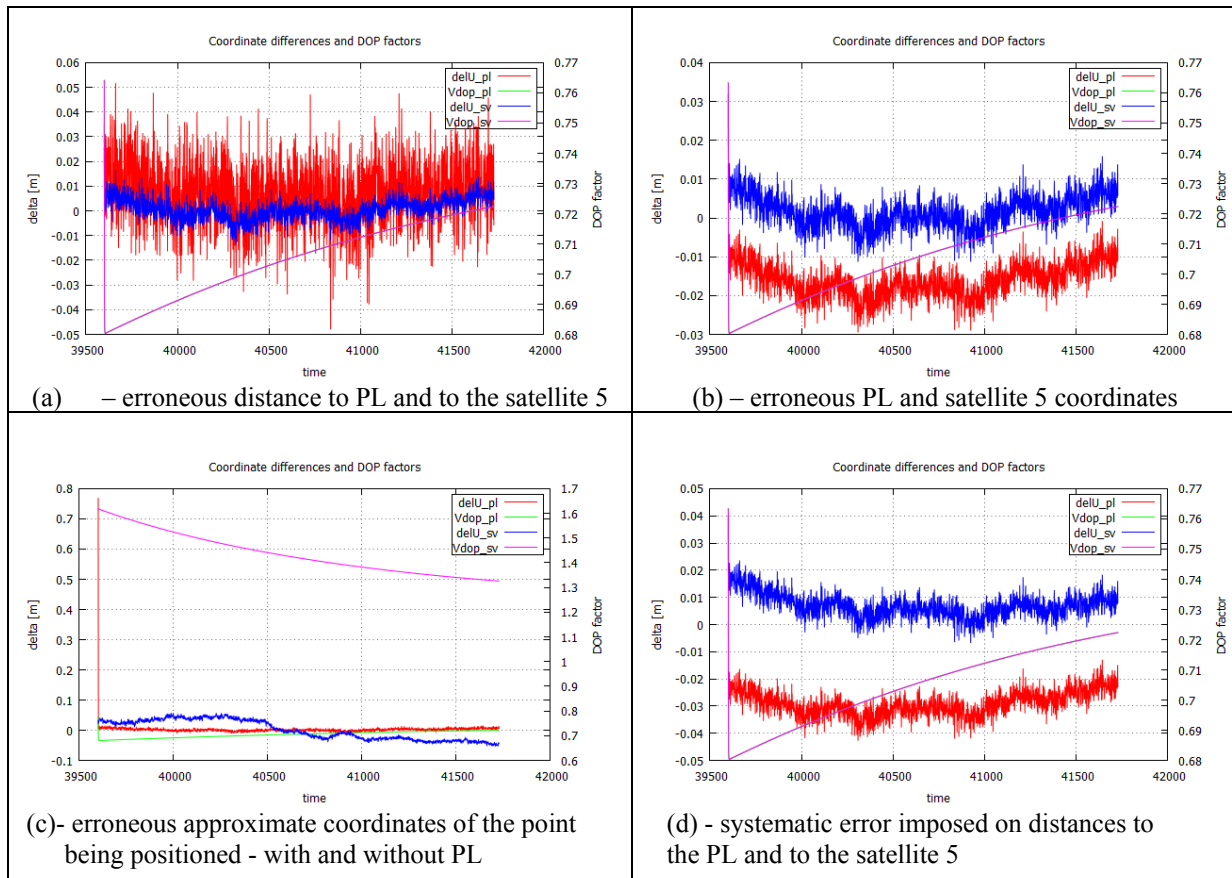 Coordinate differences and DOP factors
delU_pl
Vdop_pl
delU_sv
Vdop_sv
0.06
0.05
0.04
0.03
0.02
0.01
0
-0.01
-0.02
-0.03
-0.04
-0.05
delta [m]
0.77
0.76
0.75
0.74
0.73
0.72
0.71
0.7
0.69
0.68
DOP factor
39500 40000 40500 41000 41500 42000
time
(a) – erroneous distance to PL and to the satellite 5
Coordinate differences and DOP factors
delU_pl
Vdop_pl
delU_sv
Vdop_sv
0.04
0.03
0.02
0.01
0
-0.01
-0.02
-0.03
delta [m]
0.77
0.76
0.75
0.74
0.73
0.72
0.71
0.7
0.69
0.68
DOP factor
39500 40000 40500 41000 41500 42000
time
(b) – erroneous PL and satellite 5 coordinates
Coordinate differences and DOP factors
delU_pl
Vdop_pl
delU_sv
Vdop_sv
0.8
0.7
0.6
0.5
0.4
0.3
0.2
0.1
0
-0.1
delta [m]
1.7
1.6
1.5
1.4
1.3
1.2
1.1
1
0.9
0.8
0.7
0.6
DOP factor
39500 40000 40500 41000 41500 42000
time
(c)- erroneous approximate coordinates of the point
being positioned - with and without PL
Coordinate differences and DOP factors
delU_pl
Vdop_pl
delU_sv
Vdop_sv
0.05
0.04
0.03
0.02
0.01
0
-0.01
-0.02
-0.03
-0.04
-0.05
delta [m]
0.77
0.76
0.75
0.74
0.73
0.72
0.71
0.7
0.69
0.68
DOP factor
39500 40000 40500 41000 41500 42000
time
(d) - systematic error imposed on distances to
the PL and to the satellite 5